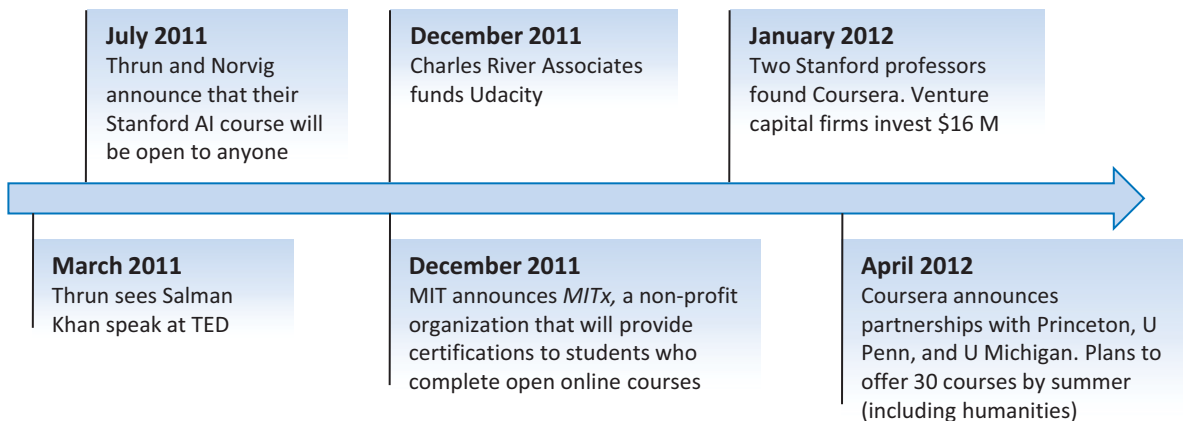 July 2011
Thrun and Norvig
announce that their
Stanford AI course will
be open to anyone
December 2011
Charles River Associates
funds Udacity
January 2012
Two Stanford professors
found Coursera. Venture
capital firms invest $16 M
March 2011
Thrun sees Salman
Khan speak at TED
December 2011
MIT announces MITx, a non-profit
organization that will provide
certifications to students who
complete open online courses
April 2012
Coursera announces
partnerships with Princeton, U
Penn, and U Michigan. Plans to
offer 30 courses by summer
(including humanities)